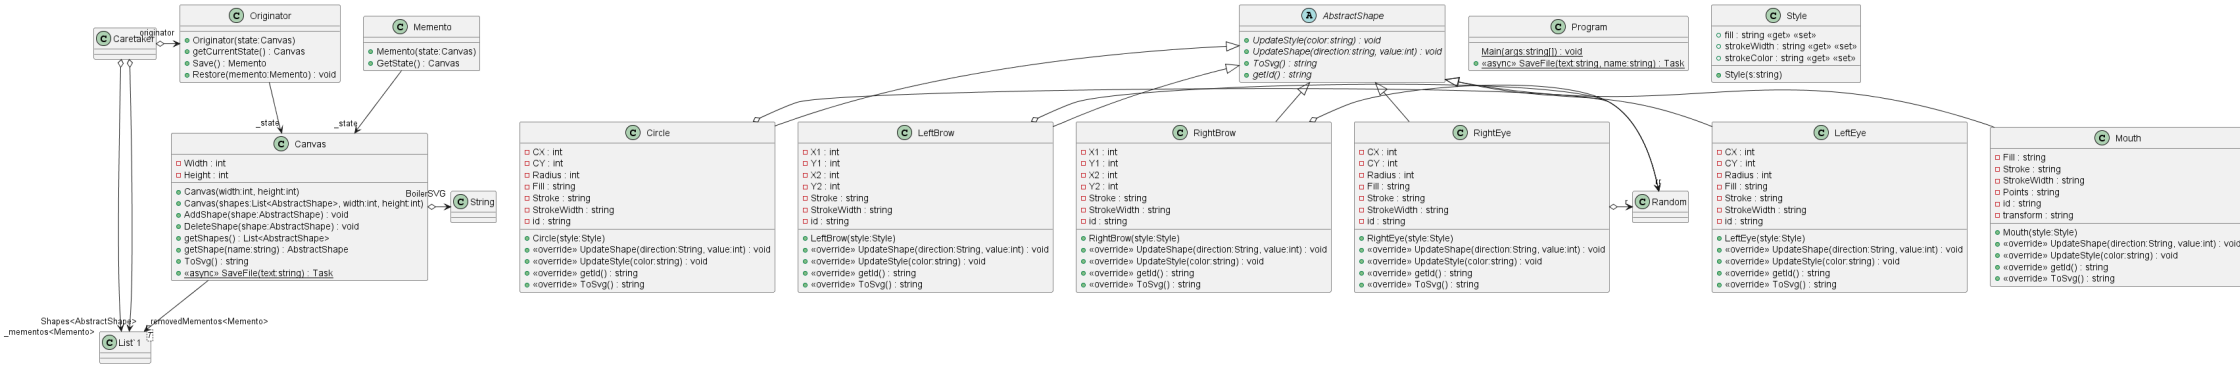 Caretaker
originator
Originator
Originator(state:Canvas)
getCurrentState() : Canvas
Save() : Memento
Restore(memento:Memento) : void
Memento
Memento(state:Canvas)
GetState() : Canvas
_state
_state
Canvas
Width : int
Height : int
Canvas(width:int, height:int)
Canvas(shapes:List<AbstractShape>, width:int, height:int)
AddShape(shape:AbstractShape) : void
DeleteShape(shape:AbstractShape) : void
getShapes() : List<AbstractShape>
getShape(name:string) : AbstractShape
ToSvg() : string
«async» SaveFile(text:string) : Task
BoilerSVG
String
Shapes<AbstractShape>
removedMementos<Memento>
_mementos<Memento>
List`1
T
AbstractShape
UpdateStyle(color:string) : void
UpdateShape(direction:string, value:int) : void
ToSvg() : string
getId() : string
Program
Main(args:string[]) : void
«async» SaveFile(text:string, name:string) : Task
Style
fill : string «get» «set»
strokeWidth : string «get» «set»
strokeColor : string «get» «set»
Style(s:string)
Circle
CX : int
CY : int
Radius : int
Fill : string
Stroke : string
StrokeWidth : string
id : string
Circle(style:Style)
«override» UpdateShape(direction:String, value:int) : void
«override» UpdateStyle(color:string) : void
«override» getId() : string
«override» ToSvg() : string
LeftBrow
X1 : int
Y1 : int
X2 : int
Y2 : int
Stroke : string
StrokeWidth : string
id : string
LeftBrow(style:Style)
«override» UpdateShape(direction:String, value:int) : void
«override» UpdateStyle(color:string) : void
«override» getId() : string
«override» ToSvg() : string
RightBrow
X1 : int
Y1 : int
X2 : int
Y2 : int
Stroke : string
StrokeWidth : string
id : string
RightBrow(style:Style)
«override» UpdateShape(direction:String, value:int) : void
«override» UpdateStyle(color:string) : void
«override» getId() : string
«override» ToSvg() : string
RightEye
CX : int
CY : int
Radius : int
Fill : string
Stroke : string
StrokeWidth : string
id : string
RightEye(style:Style)
«override» UpdateShape(direction:String, value:int) : void
«override» UpdateStyle(color:string) : void
«override» getId() : string
«override» ToSvg() : string
r
Random
LeftEye
CX : int
CY : int
Radius : int
Fill : string
Stroke : string
StrokeWidth : string
id : string
LeftEye(style:Style)
«override» UpdateShape(direction:String, value:int) : void
«override» UpdateStyle(color:string) : void
«override» getId() : string
«override» ToSvg() : string
Mouth
Fill : string
Stroke : string
StrokeWidth : string
Points : string
id : string
transform : string
Mouth(style:Style)
«override» UpdateShape(direction:String, value:int) : void
«override» UpdateStyle(color:string) : void
«override» getId() : string
«override» ToSvg() : string